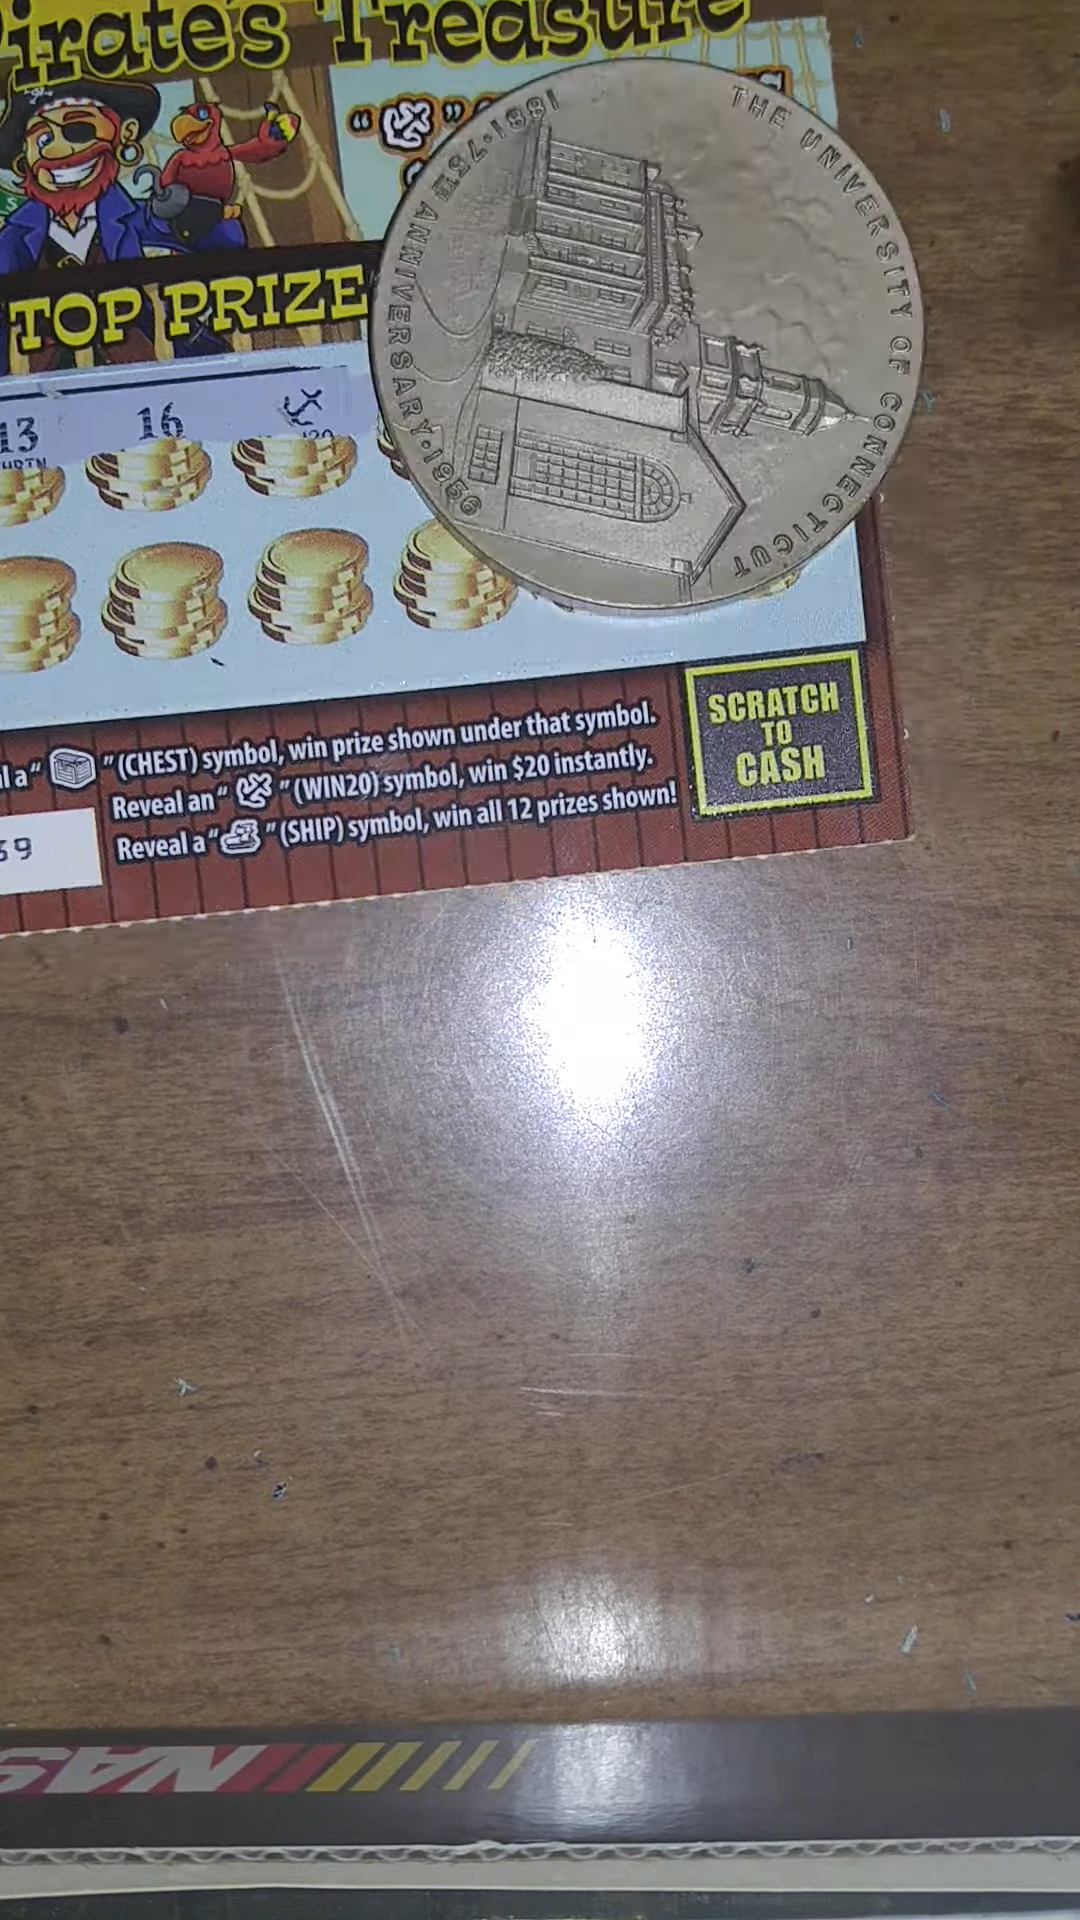 Pirate's Treasure
TOP PRIZE
13
16
THE UNIVERSITY OF CONNECTICUT
1881·75TH ANNIVERSARY·1956
" (CHEST) symbol, win prize shown under that symbol.
Reveal an " " (WIN20) symbol, win $20 instantly.
Reveal a " " (SHIP) symbol, win all 12 prizes shown!
SCRATCH
TO
CASH
39
NAS